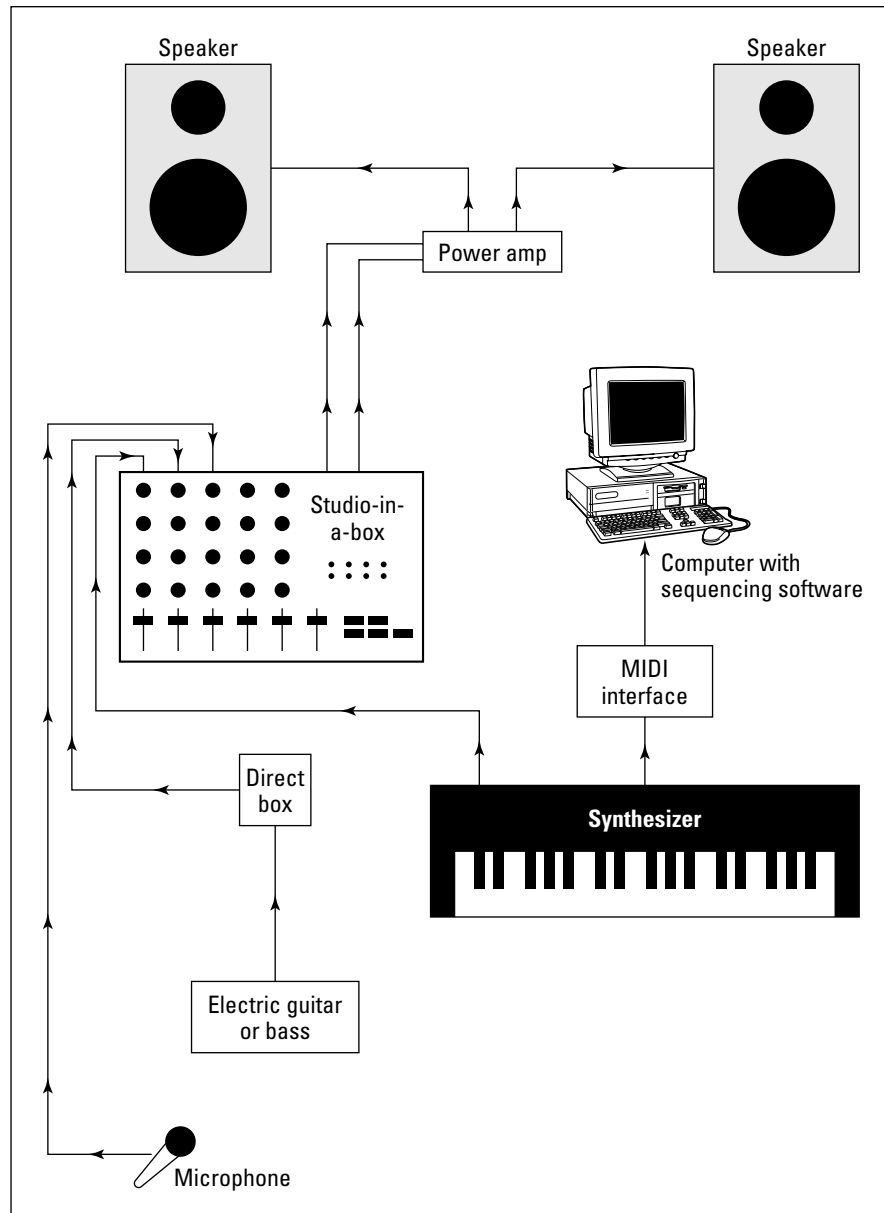 Speaker
Speaker
Power amp
Studio-in-
a-box
Computer with
sequencing software
MIDI
interface
Direct
box
Synthesizer
Electric guitar
or bass
Microphone